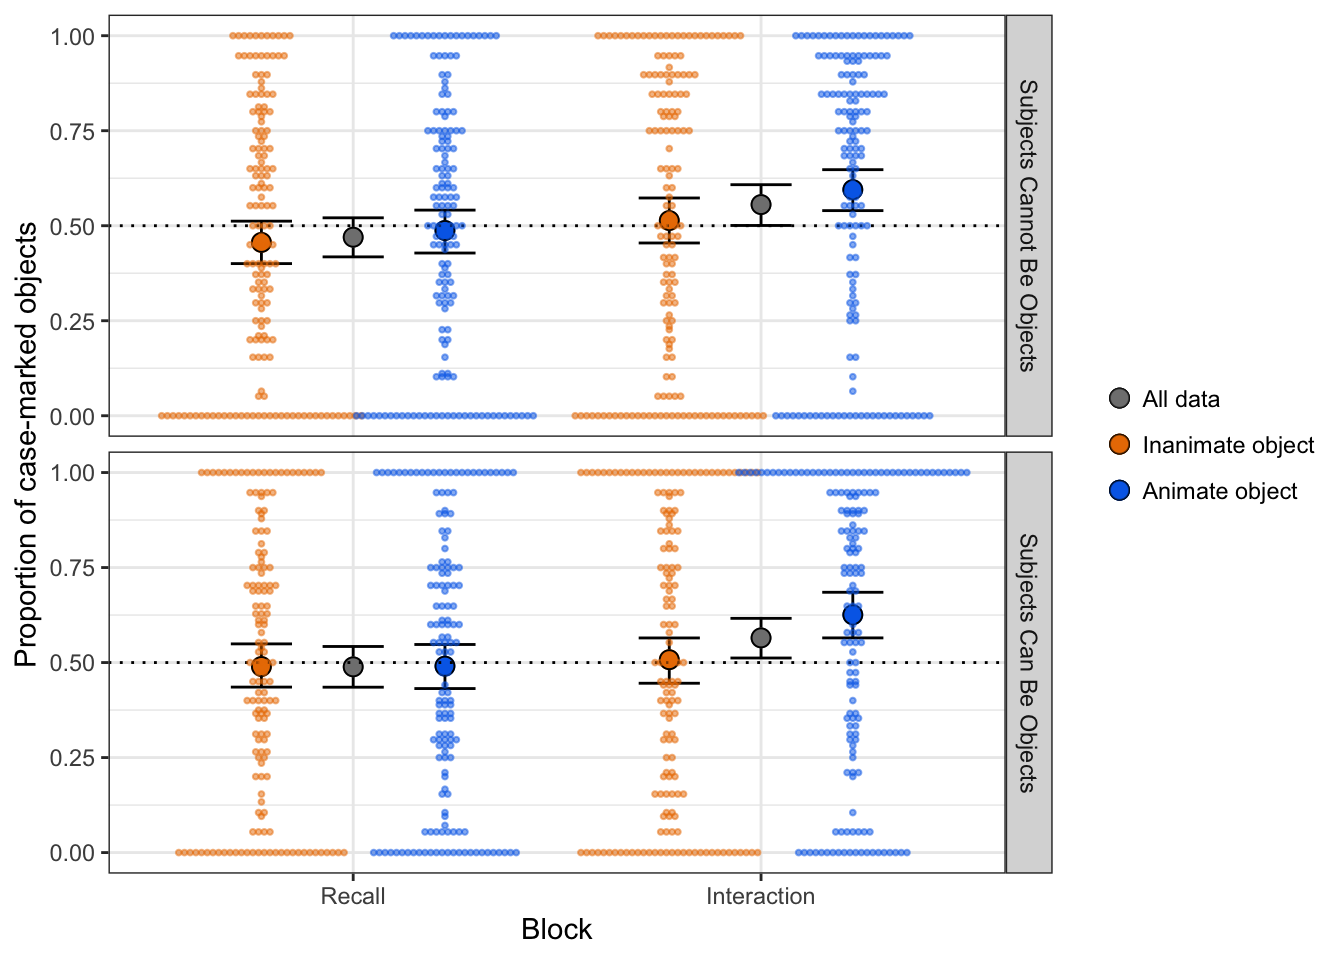 Proportion of case-marked objects
1.00
0.75
0.50
0.25
0.00
Subjects Cannot Be Objects
1.00
0.75
0.50
0.25
0.00
Subjects Can Be Objects
Recall
Interaction
Block
All data
Inanimate object
Animate object